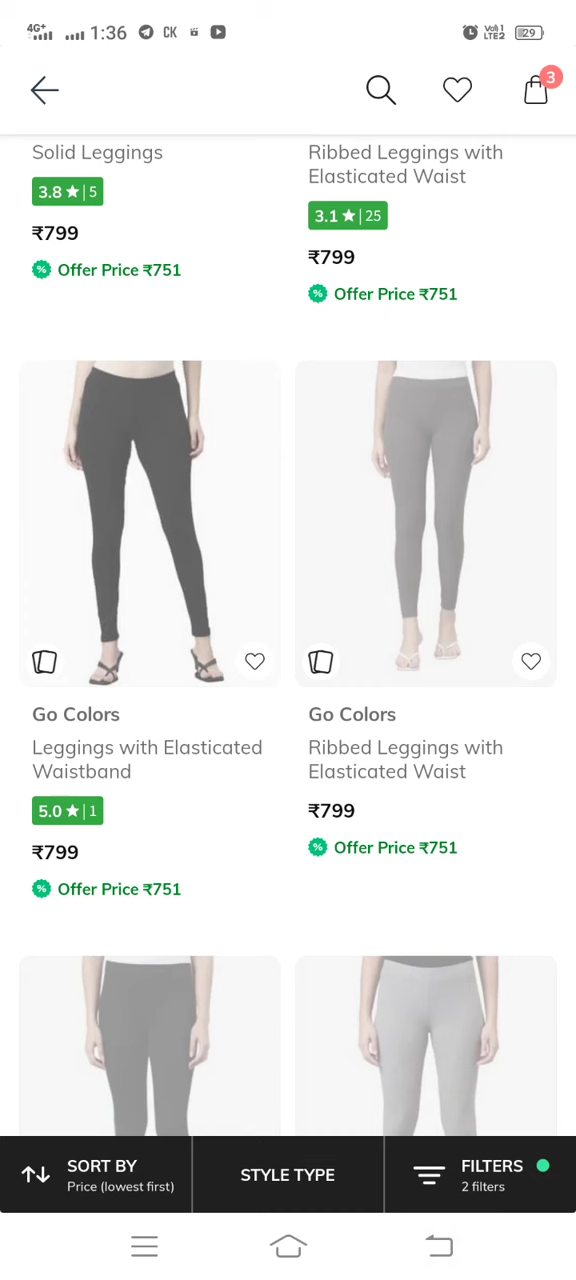 4G+ 1:36 CK Vo)) 1 LTE2 29
3
Solid Leggings
3.8 ★ | 5
₹799
Offer Price ₹751
Ribbed Leggings with
Elasticated Waist
3.1 ★ | 25
₹799
Offer Price ₹751
Go Colors
Leggings with Elasticated
Waistband
5.0 ★ | 1
₹799
Offer Price ₹751
Go Colors
Ribbed Leggings with
Elasticated Waist
₹799
Offer Price ₹751
SORT BY
Price (lowest first)
STYLE TYPE
FILTERS
2 filters